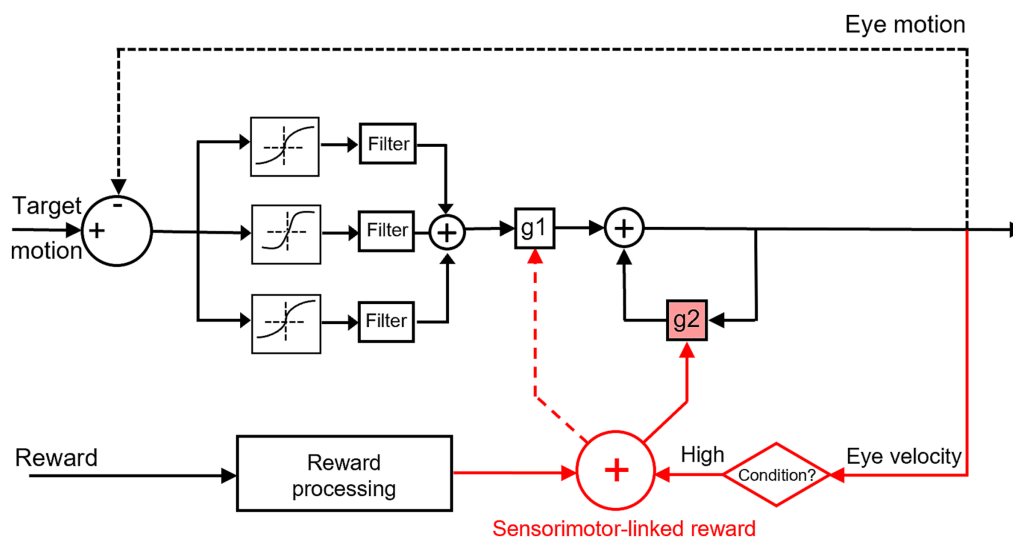 Eye motion
-
Target
+
motion
Filter
Filter
Filter
+
g1
+
g2
Reward
Reward
processing
+
High
Condition?
Eye velocity
Sensorimotor-linked reward